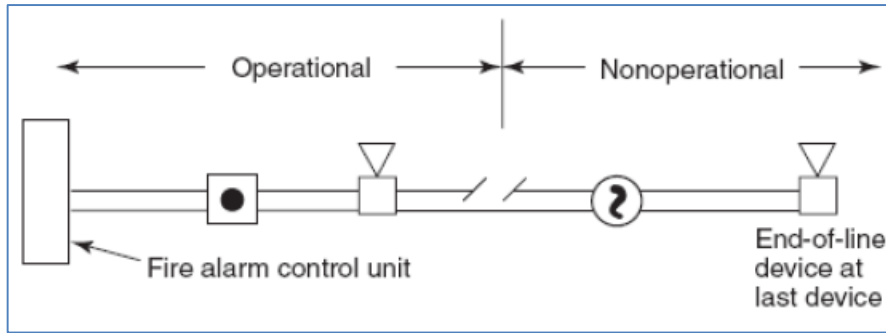 Operational
Nonoperational
Fire alarm control unit
End-of-line
device at
last device